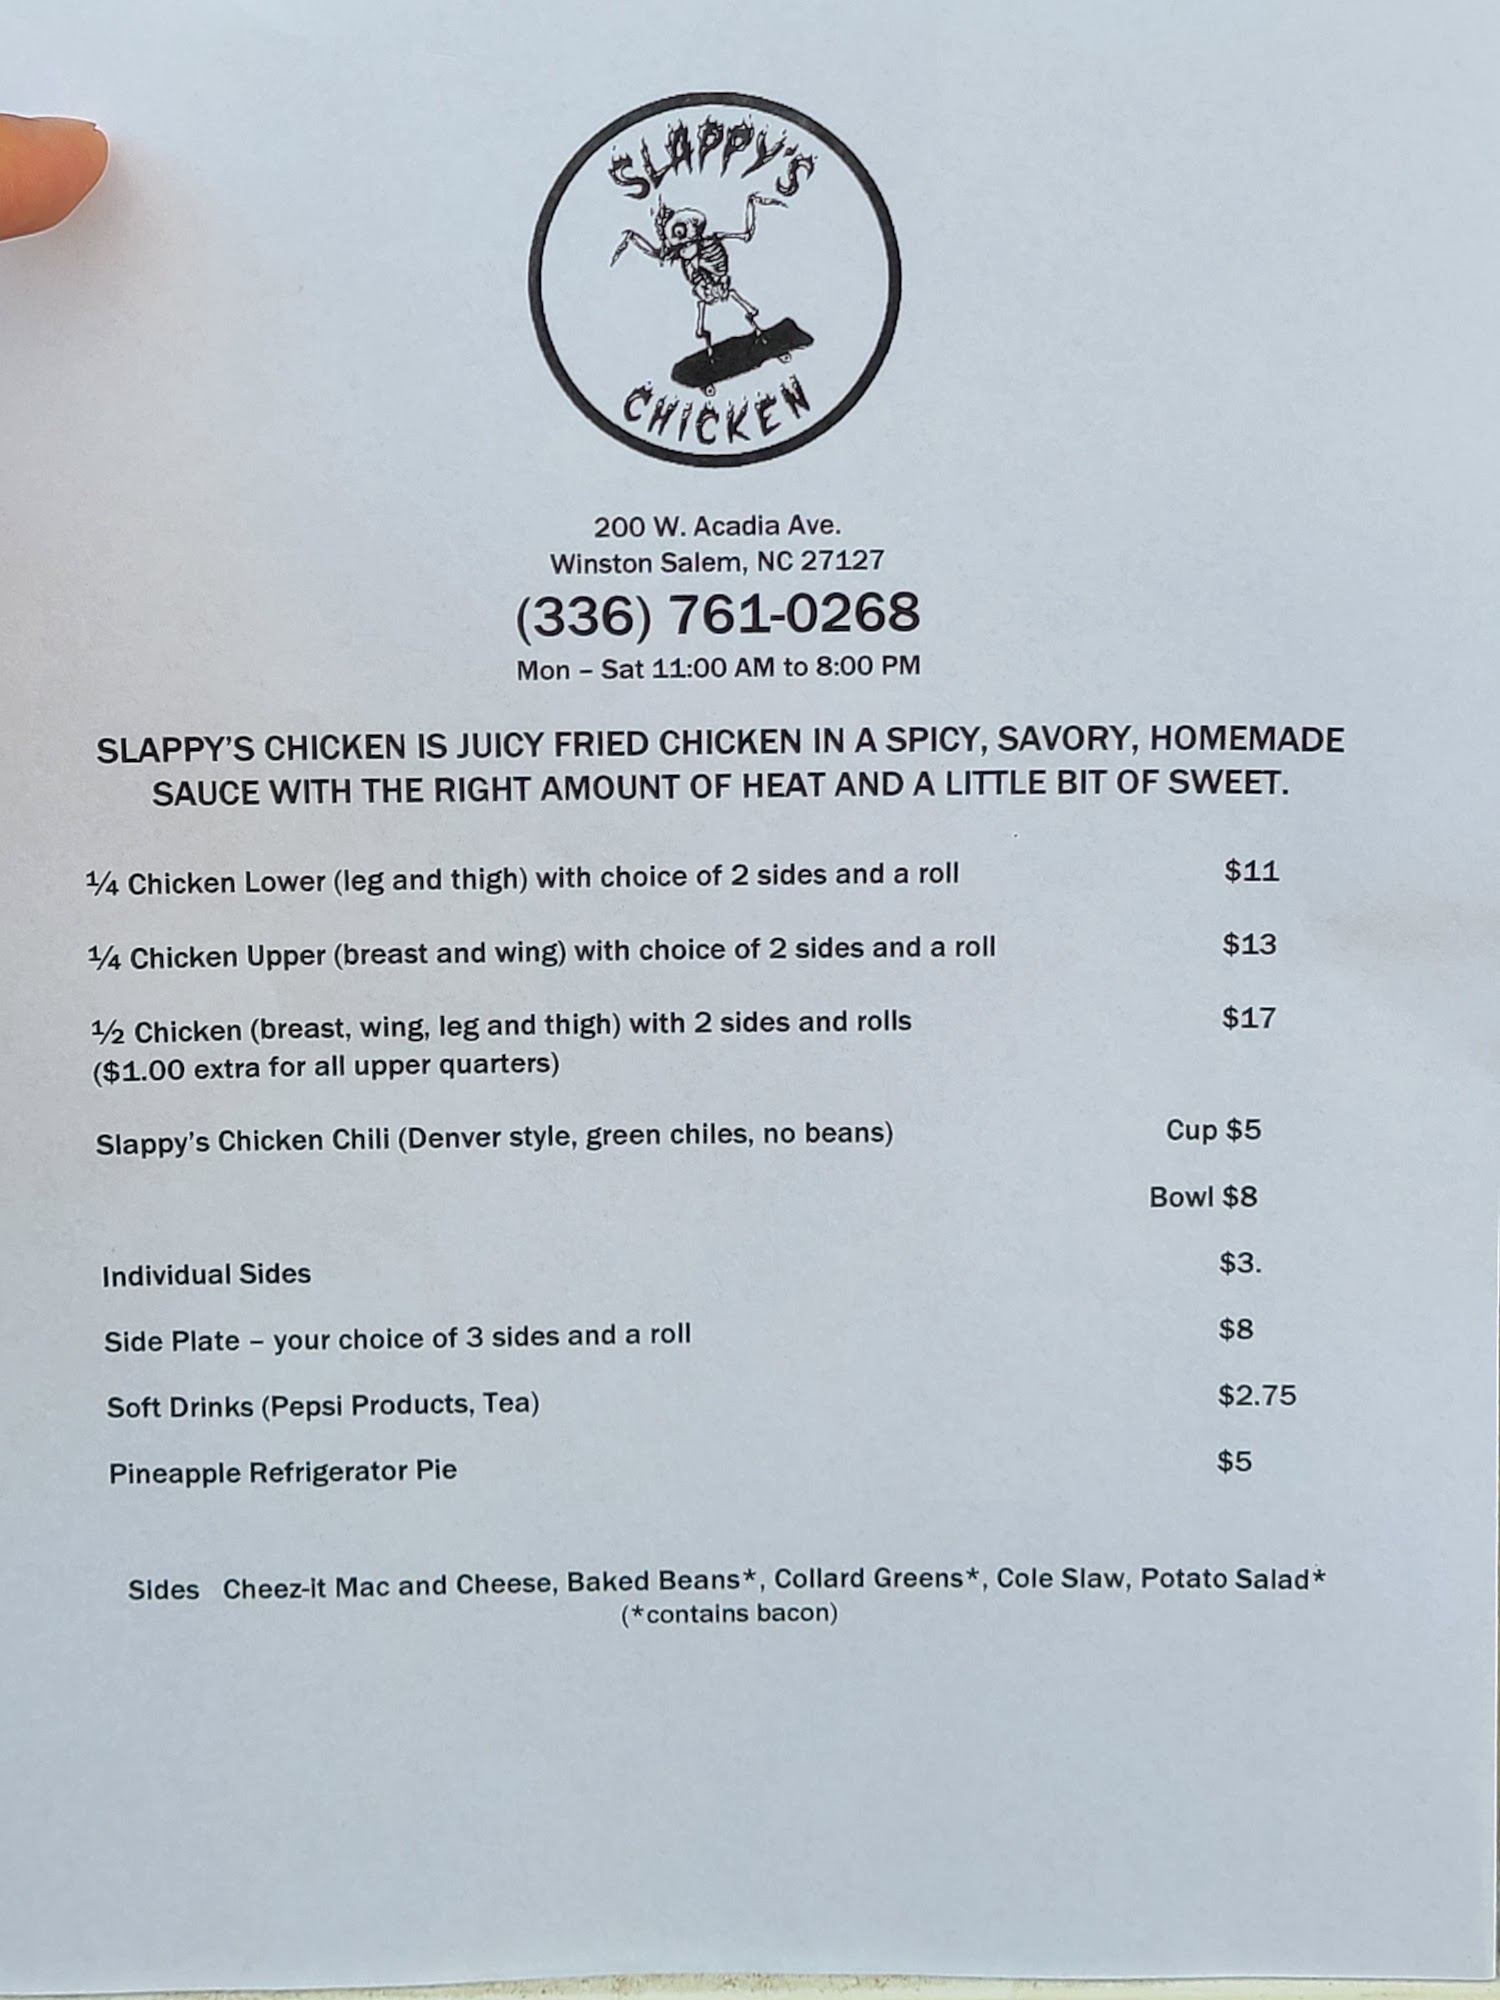 SLAPPY'S
CHICKEN
200 W. Acadia Ave.
Winston Salem, NC 27127
(336) 761-0268
Mon – Sat 11:00 AM to 8:00 PM
SLAPPY'S CHICKEN IS JUICY FRIED CHICKEN IN A SPICY, SAVORY, HOMEMADE
SAUCE WITH THE RIGHT AMOUNT OF HEAT AND A LITTLE BIT OF SWEET.
¼ Chicken Lower (leg and thigh) with choice of 2 sides and a roll $11
¼ Chicken Upper (breast and wing) with choice of 2 sides and a roll $13
½ Chicken (breast, wing, leg and thigh) with 2 sides and rolls $17
($1.00 extra for all upper quarters)
Slappy's Chicken Chili (Denver style, green chiles, no beans) Cup $5
Bowl $8
Individual Sides $3.
Side Plate – your choice of 3 sides and a roll $8
Soft Drinks (Pepsi Products, Tea) $2.75
Pineapple Refrigerator Pie $5
Sides Cheez-it Mac and Cheese, Baked Beans*, Collard Greens*, Cole Slaw, Potato Salad*
(*contains bacon)